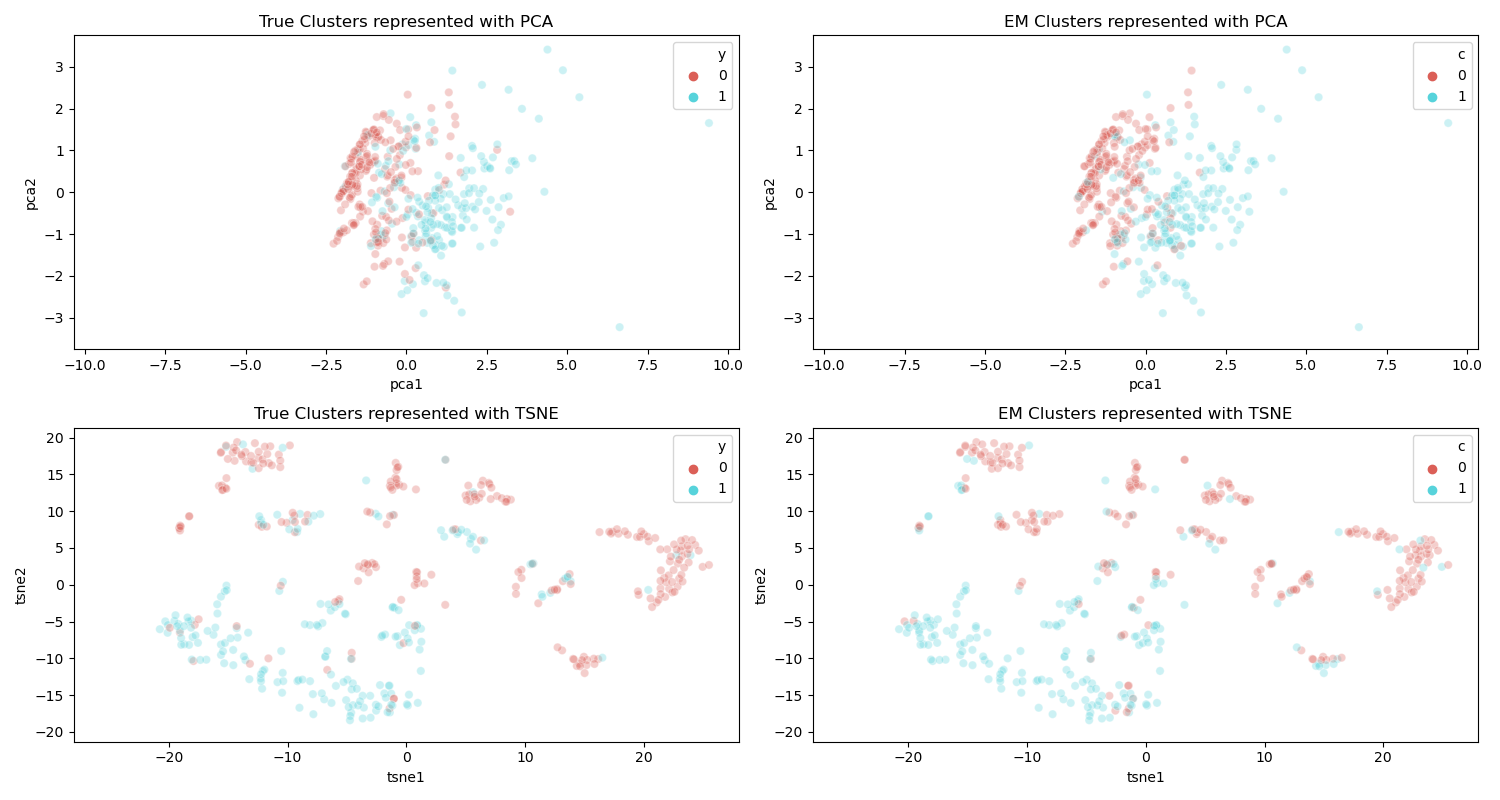 True Clusters represented with PCA
y
0
1
3
2
1
0
−1
−2
−3
pca2
−10.0 −7.5 −5.0 −2.5 0.0 2.5 5.0 7.5 10.0
pca1
EM Clusters represented with PCA
c
0
1
3
2
1
0
−1
−2
−3
pca2
−10.0 −7.5 −5.0 −2.5 0.0 2.5 5.0 7.5 10.0
pca1
True Clusters represented with TSNE
y
0
1
20
15
10
5
0
−5
−10
−15
−20
tsne2
−20 −10 0 10 20
tsne1
EM Clusters represented with TSNE
c
0
1
20
15
10
5
0
−5
−10
−15
−20
tsne2
−20 −10 0 10 20
tsne1